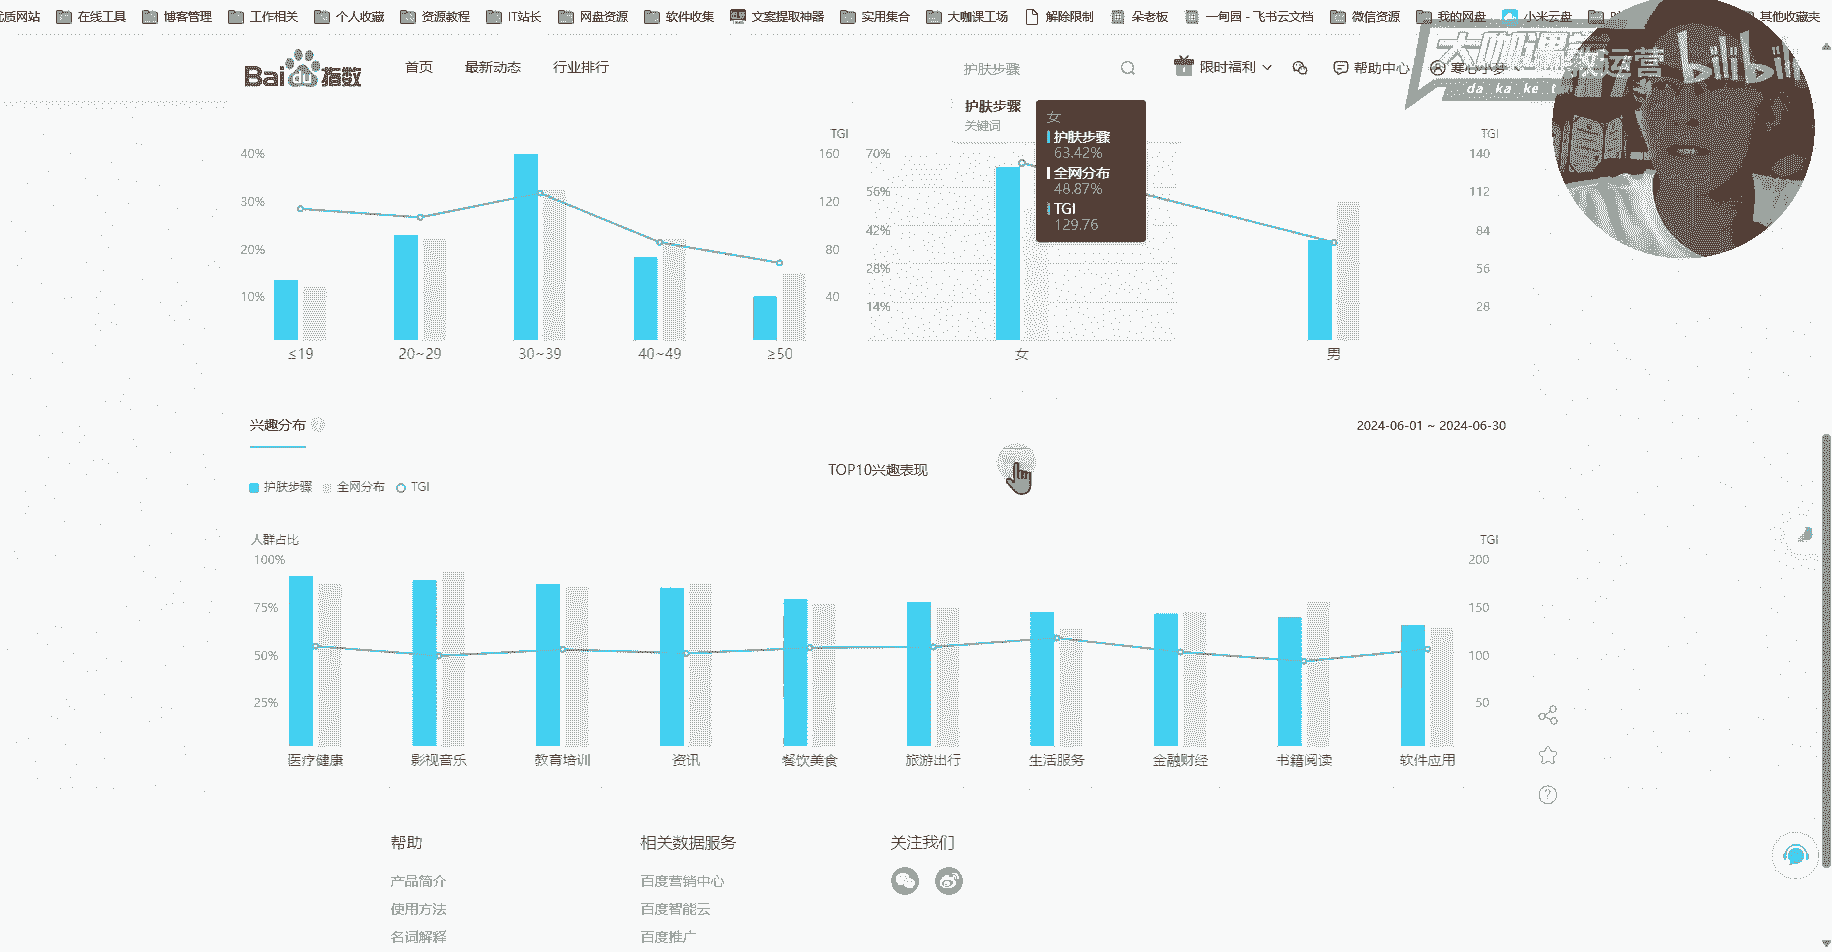 优质网站 在线工具 博客管理 工作相关 个人收藏 资源教程 IT站长 网盘资源 软件收集 文案提取神器 实用集合 大咖课工场 解除限制 朵老板 一甸园 - 飞书云文档 微信资源 我的网盘 小米云盘 其他收藏夹
Bai du 指数 首页 最新动态 行业排行 护肤步骤 限时福利 帮助中心
教运营 bilibili
da ka ke
护肤步骤
关键词
女
护肤步骤
63.42%
全网分布
48.87%
TGI
129.76
TGI
40% 160
30% 120
20% 80
10% 40
≤19 20~29 30~39 40~49 ≥50
TGI
70% 140
56% 112
42% 84
28% 56
14% 28
女 男
兴趣分布 2024-06-01 ~ 2024-06-30
TOP10兴趣表现
护肤步骤 全网分布 TGI
人群占比 TGI
100% 200
75% 150
50% 100
25% 50
医疗健康 影视音乐 教育培训 资讯 餐饮美食 旅游出行 生活服务 金融财经 书籍阅读 软件应用
帮助 相关数据服务 关注我们
产品简介 百度营销中心
使用方法 百度智能云
名词解释 百度推广